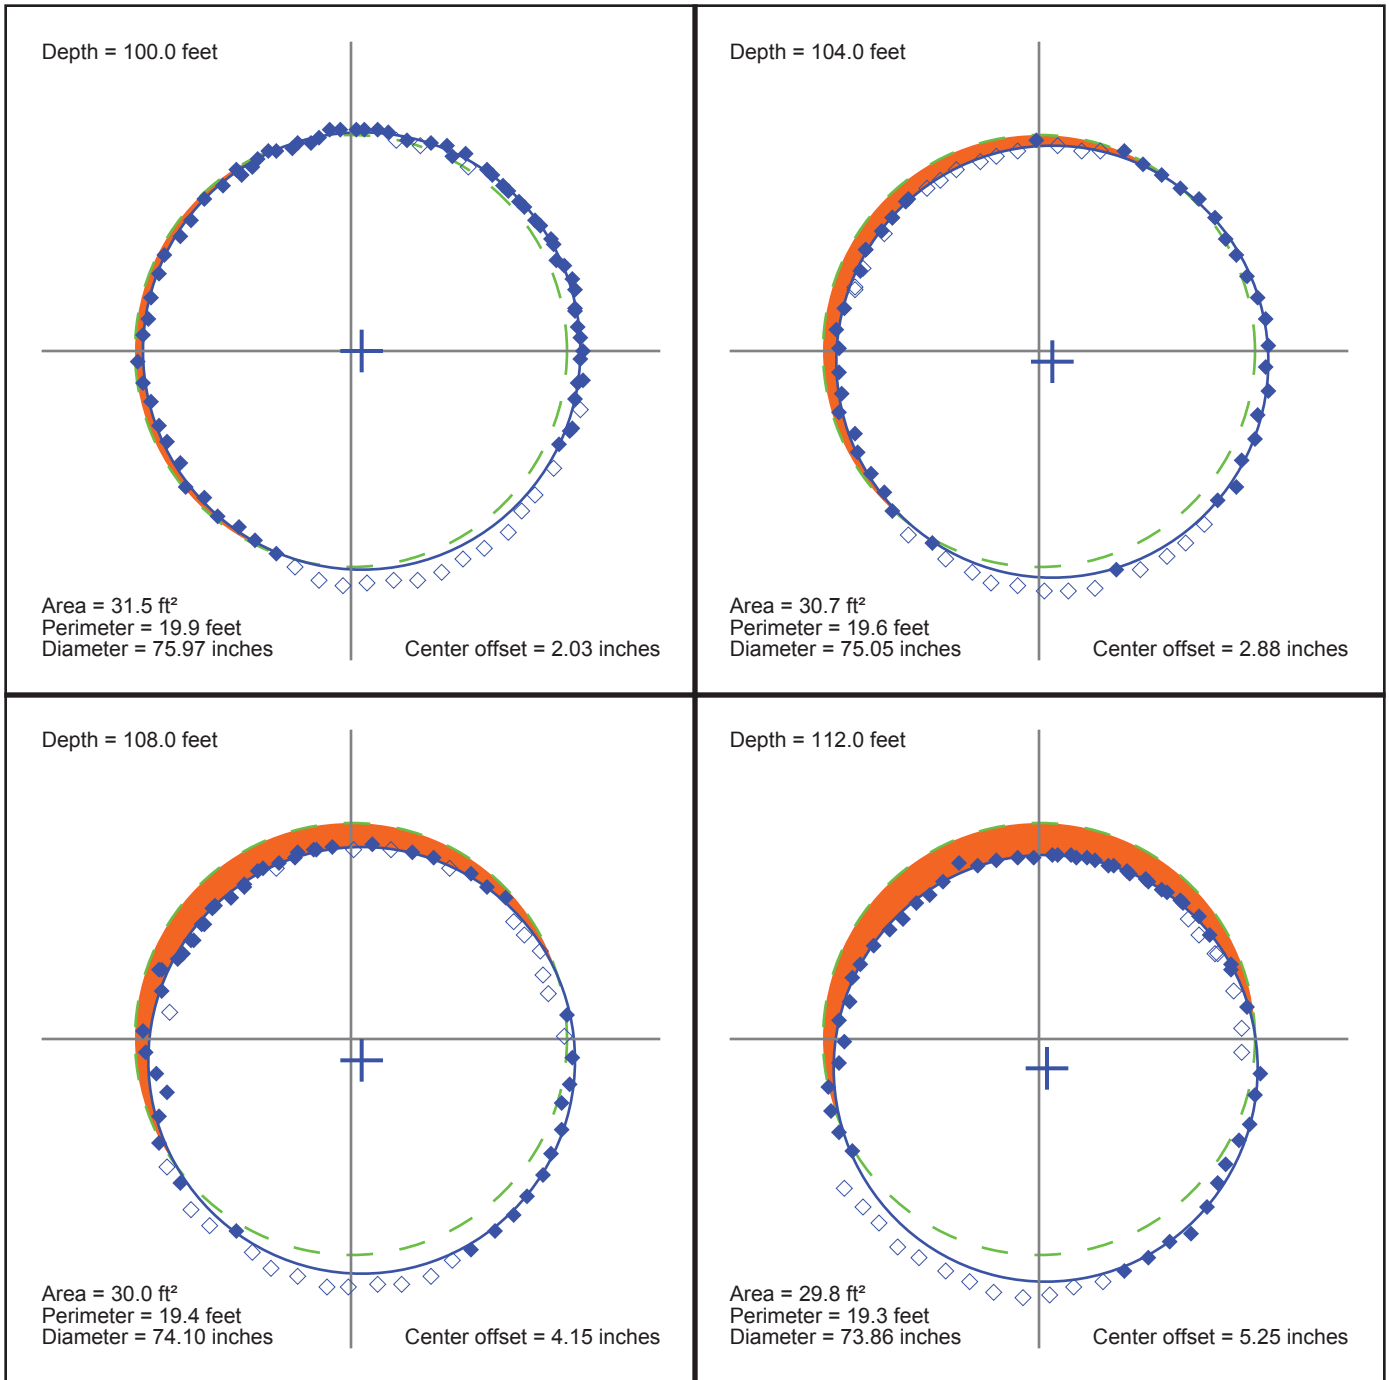 Depth = 100.0 feet
Area = 31.5 ft²
Perimeter = 19.9 feet
Diameter = 75.97 inches
Center offset = 2.03 inches
Depth = 104.0 feet
Area = 30.7 ft²
Perimeter = 19.6 feet
Diameter = 75.05 inches
Center offset = 2.88 inches
Depth = 108.0 feet
Area = 30.0 ft²
Perimeter = 19.4 feet
Diameter = 74.10 inches
Center offset = 4.15 inches
Depth = 112.0 feet
Area = 29.8 ft²
Perimeter = 19.3 feet
Diameter = 73.86 inches
Center offset = 5.25 inches